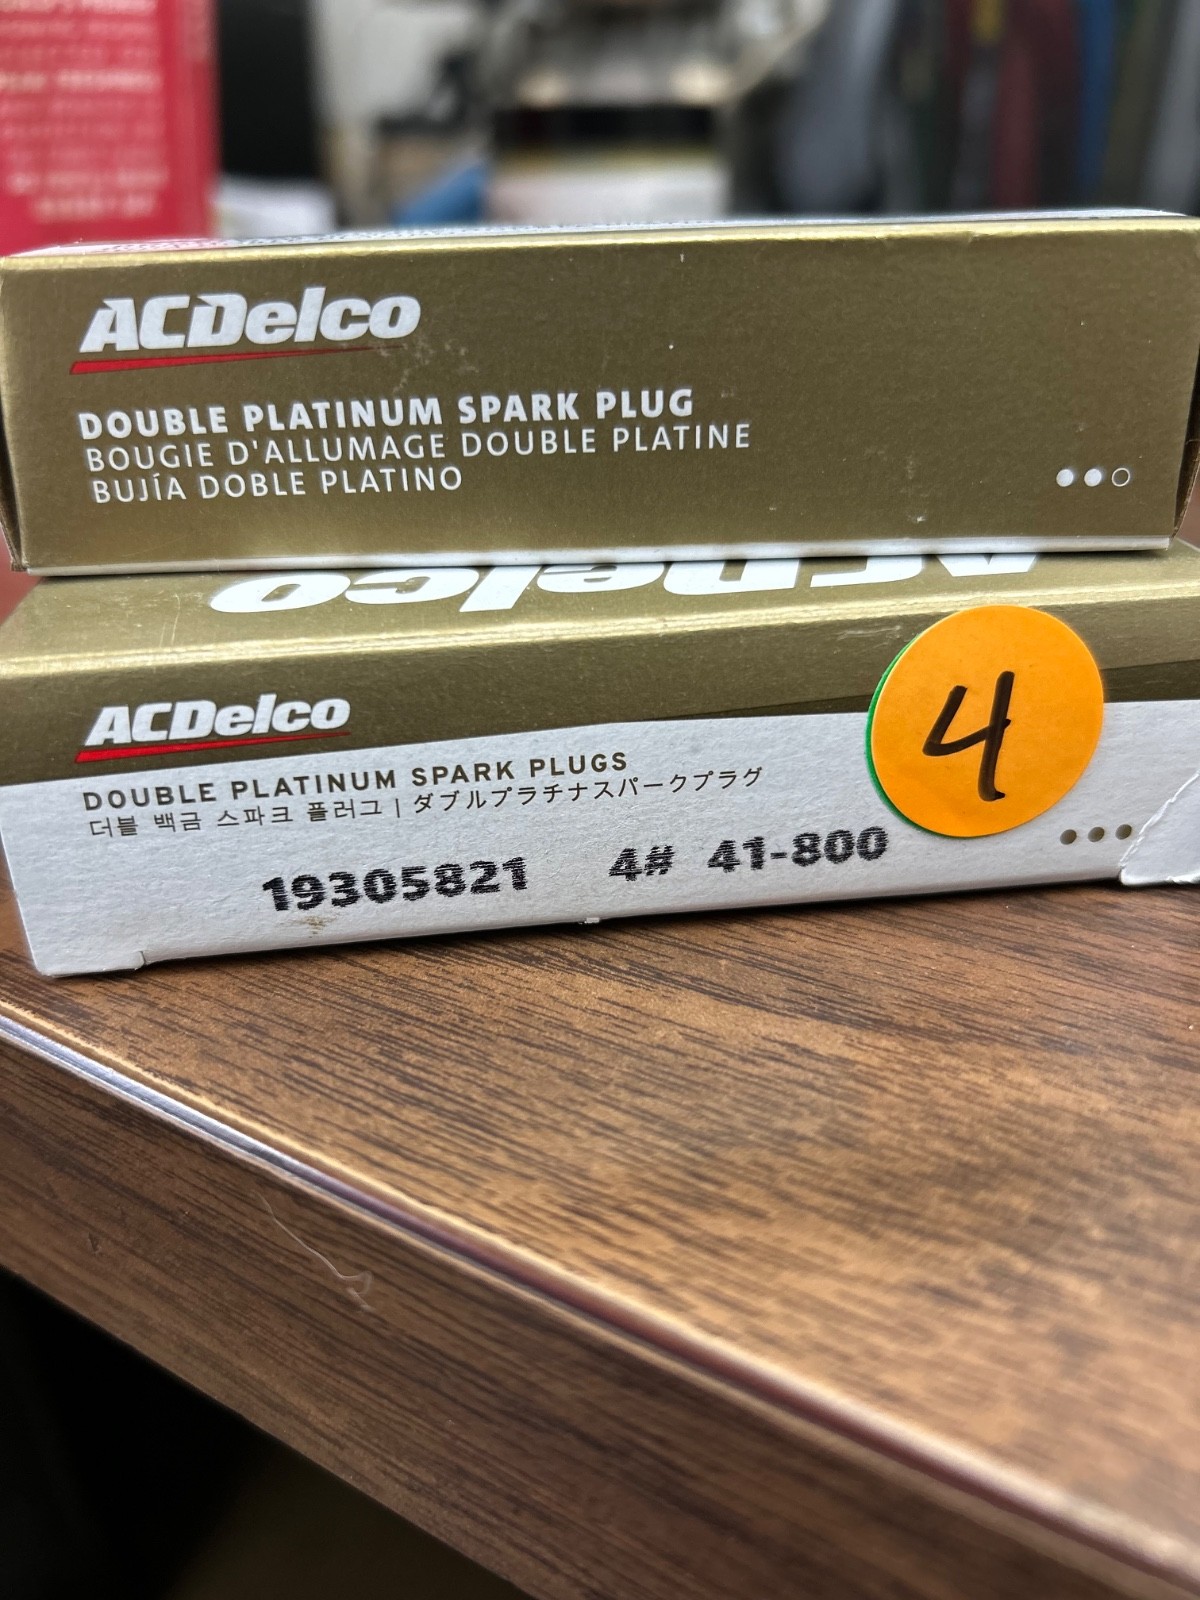 ACDelco
DOUBLE PLATINUM SPARK PLUG
BOUGIE D'ALLUMAGE DOUBLE PLATINE
BUJÍA DOBLE PLATINO
ACDelco
ACDelco
DOUBLE PLATINUM SPARK PLUGS
더블 백금 스파크 플러그 | ダブルプラチナスパークプラグ
4
19305821 4# 41-800